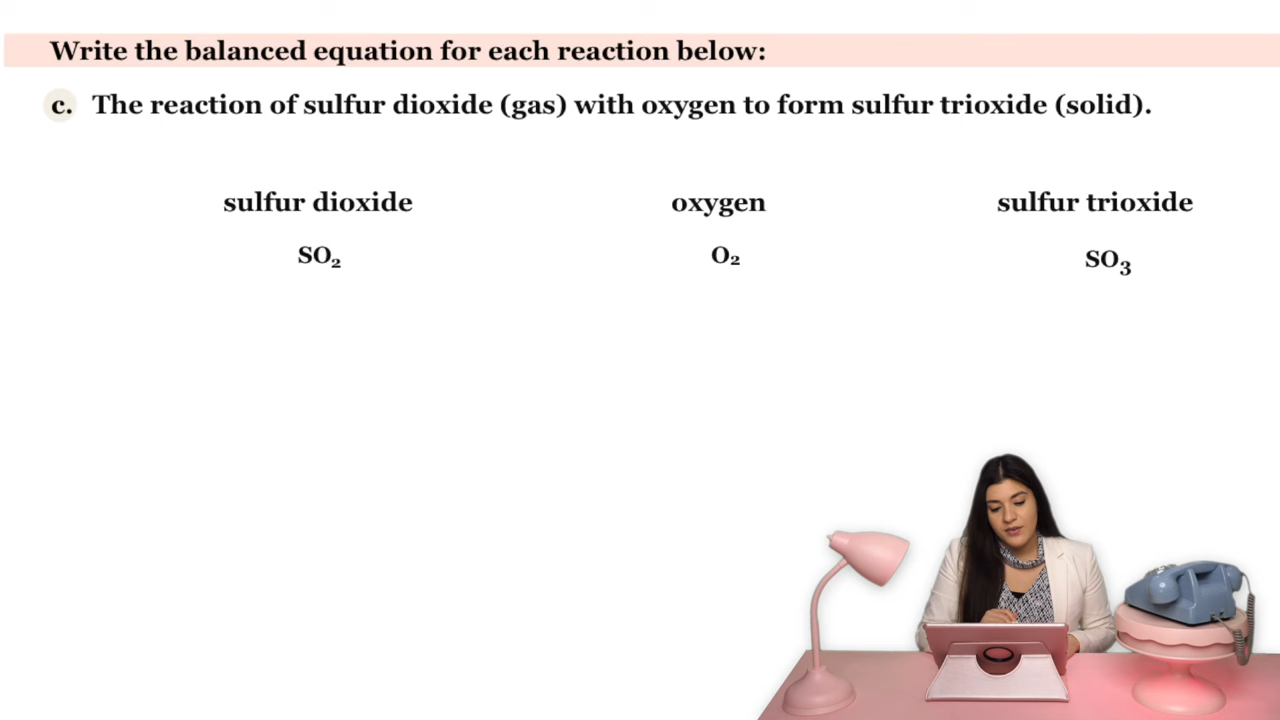 Write the balanced equation for each reaction below:
c. The reaction of sulfur dioxide (gas) with oxygen to form sulfur trioxide (solid).
sulfur dioxide oxygen sulfur trioxide
SO₂ O₂ SO₃